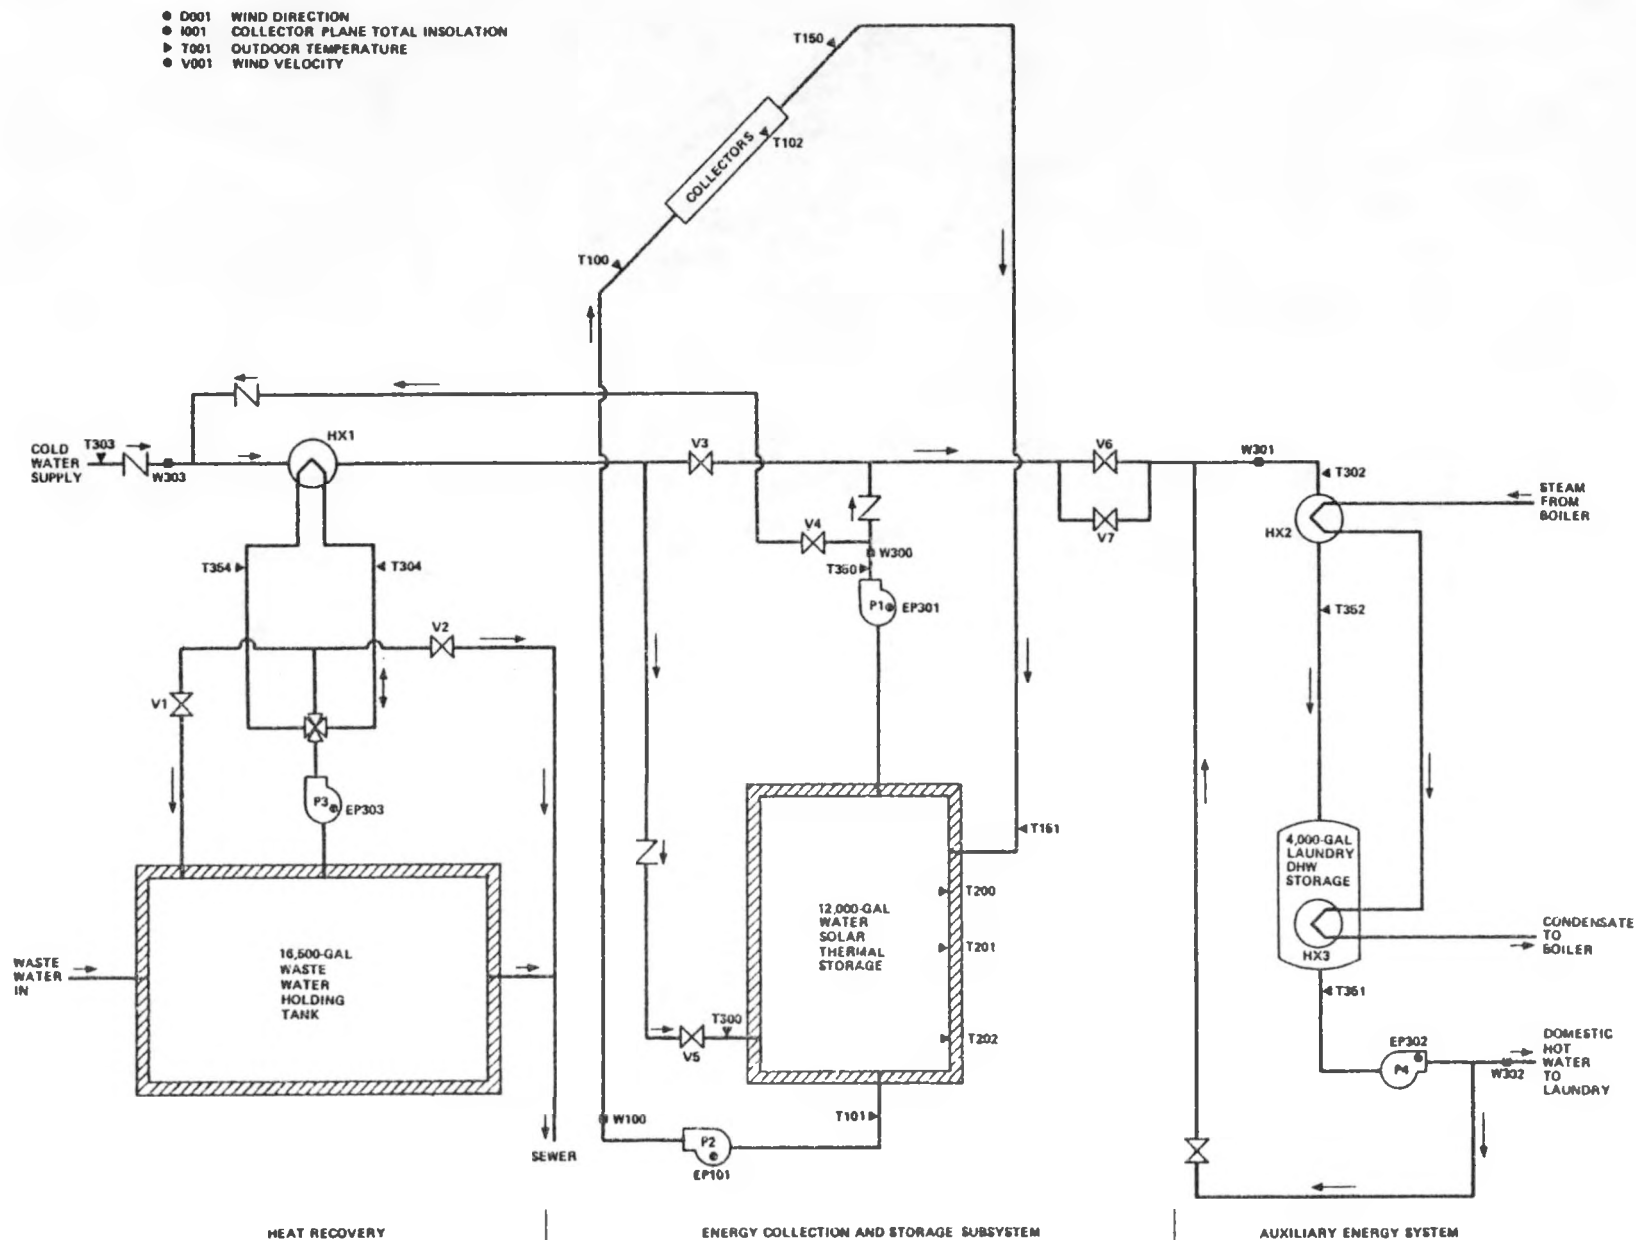 D001 WIND DIRECTION
I001 COLLECTOR PLANE TOTAL INSOLATION
T001 OUTDOOR TEMPERATURE
V001 WIND VELOCITY
T150
COLLECTORS
T102
T100
HX1
COLD
WATER
SUPPLY
T303
W303
V3
V6
W301
T302
STEAM
FROM
BOILER
HX2
V7
V4
W300
T350
P1
EP301
T354
T304
V2
V1
T352
P3
EP303
T151
4,000-GAL
LAUNDRY
DHW
STORAGE
HX3
T200
12,000-GAL
WATER
SOLAR
THERMAL
STORAGE
T201
T202
CONDENSATE
TO
BOILER
WASTE
WATER
IN
16,500-GAL
WASTE
WATER
HOLDING
TANK
T351
T300
V5
EP302
P4
W302
DOMESTIC
HOT
WATER
TO
LAUNDRY
W100
T101
P2
EP101
SEWER
HEAT RECOVERY
ENERGY COLLECTION AND STORAGE SUBSYSTEM
AUXILIARY ENERGY SYSTEM